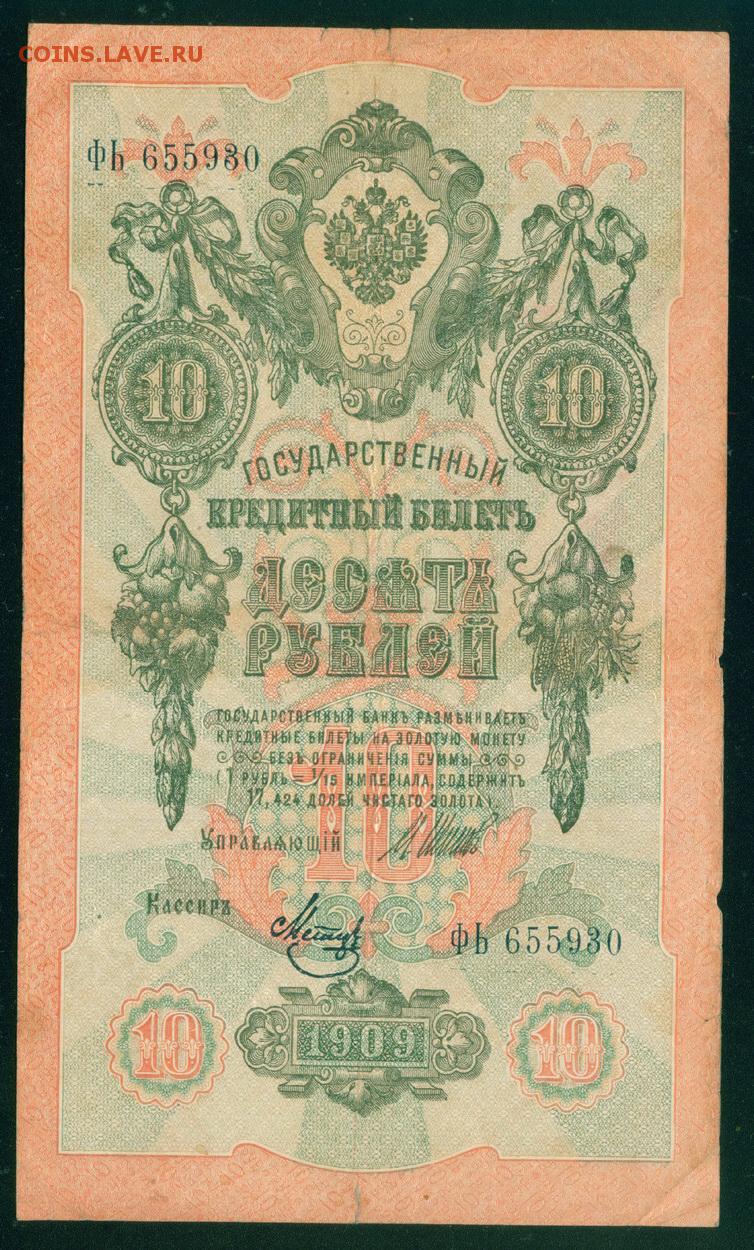 COINS.LAVE.RU
ФЬ 655930
10 10
ГОСУДАРСТВЕННЫЙ
КРЕДИТНЫЙ БИЛЕТЪ
ДЕСЯТЬ
РУБЛЕЙ
ГОСУДАРСТВЕННЫЙ БАНКЪ РАЗМѢНИВАЕТЪ
КРЕДИТНЫЕ БИЛЕТЫ НА ЗОЛОТУЮ МОНЕТУ
БЕЗЪ ОГРАНИЧЕНІЯ СУММЫ
(1 РУБЛЬ = 1/15 ИМПЕРІАЛА, СОДЕРЖИТЪ
17,424 ДОЛЕЙ ЧИСТАГО ЗОЛОТА).
10
Управляющій
Кассиръ
ФЬ 655930
10 1909 10